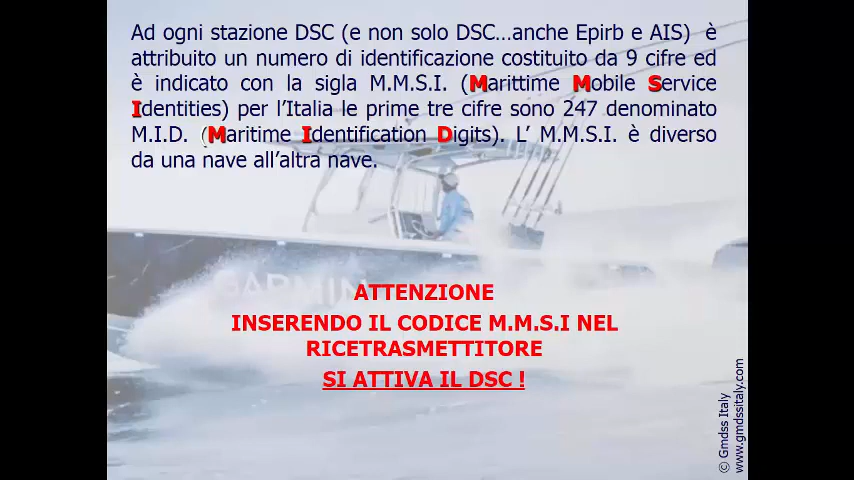 Ad ogni stazione DSC (e non solo DSC...anche Epirb e AIS) è
attribuito un numero di identificazione costituito da 9 cifre ed
è indicato con la sigla M.M.S.I. (Marittime Mobile Service
Identities) per l'Italia le prime tre cifre sono 247 denominato
M.I.D. (Maritime Identification Digits). L' M.M.S.I. è diverso
da una nave all'altra nave.
GARMIN
ATTENZIONE
INSERENDO IL CODICE M.M.S.I NEL
RICETRASMETTITORE
SI ATTIVA IL DSC !
© Gmdss Italy
www.gmdssitaly.com